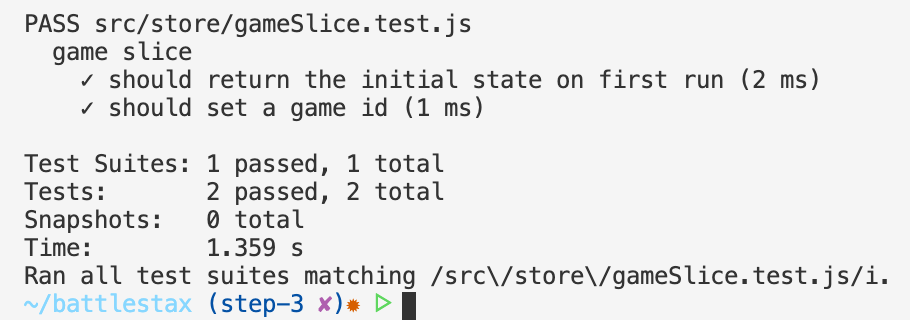 PASS src/store/gameSlice.test.js
game slice
✓ should return the initial state on first run (2 ms)
✓ should set a game id (1 ms)
Test Suites: 1 passed, 1 total
Tests: 2 passed, 2 total
Snapshots: 0 total
Time: 1.359 s
Ran all test suites matching /src\/store\/gameSlice.test.js/i.
~/battlestax (step-3 ✘)✹ ▷